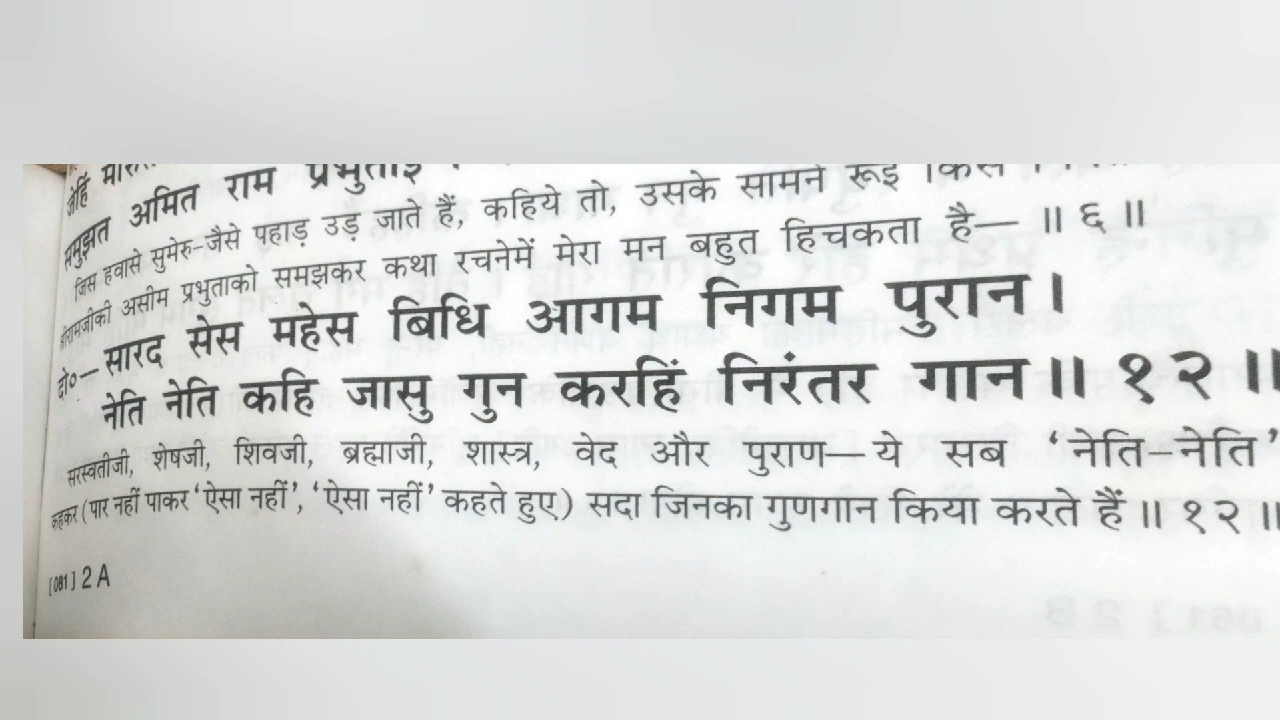 जेहिं
समुझत अमित राम प्रभुताई
जिस हवासे सुमेरु-जैसे पहाड़ उड़ जाते हैं, कहिये तो, उसके सामने रूई किस
श्रीरामजीकी असीम प्रभुताको समझकर कथा रचनेमें मेरा मन बहुत हिचकता है— ॥ ६ ॥
दो०—सारद सेस महेस बिधि आगम निगम पुरान।
नेति नेति कहि जासु गुन करहिं निरंतर गान॥ १२ ॥
सरस्वतीजी, शेषजी, शिवजी, ब्रह्माजी, शास्त्र, वेद और पुराण—ये सब ‘नेति-नेति’
कहकर (पार नहीं पाकर ‘ऐसा नहीं’, ‘ऐसा नहीं’ कहते हुए) सदा जिनका गुणगान किया करते हैं॥ १२ ॥
[081] 2 A